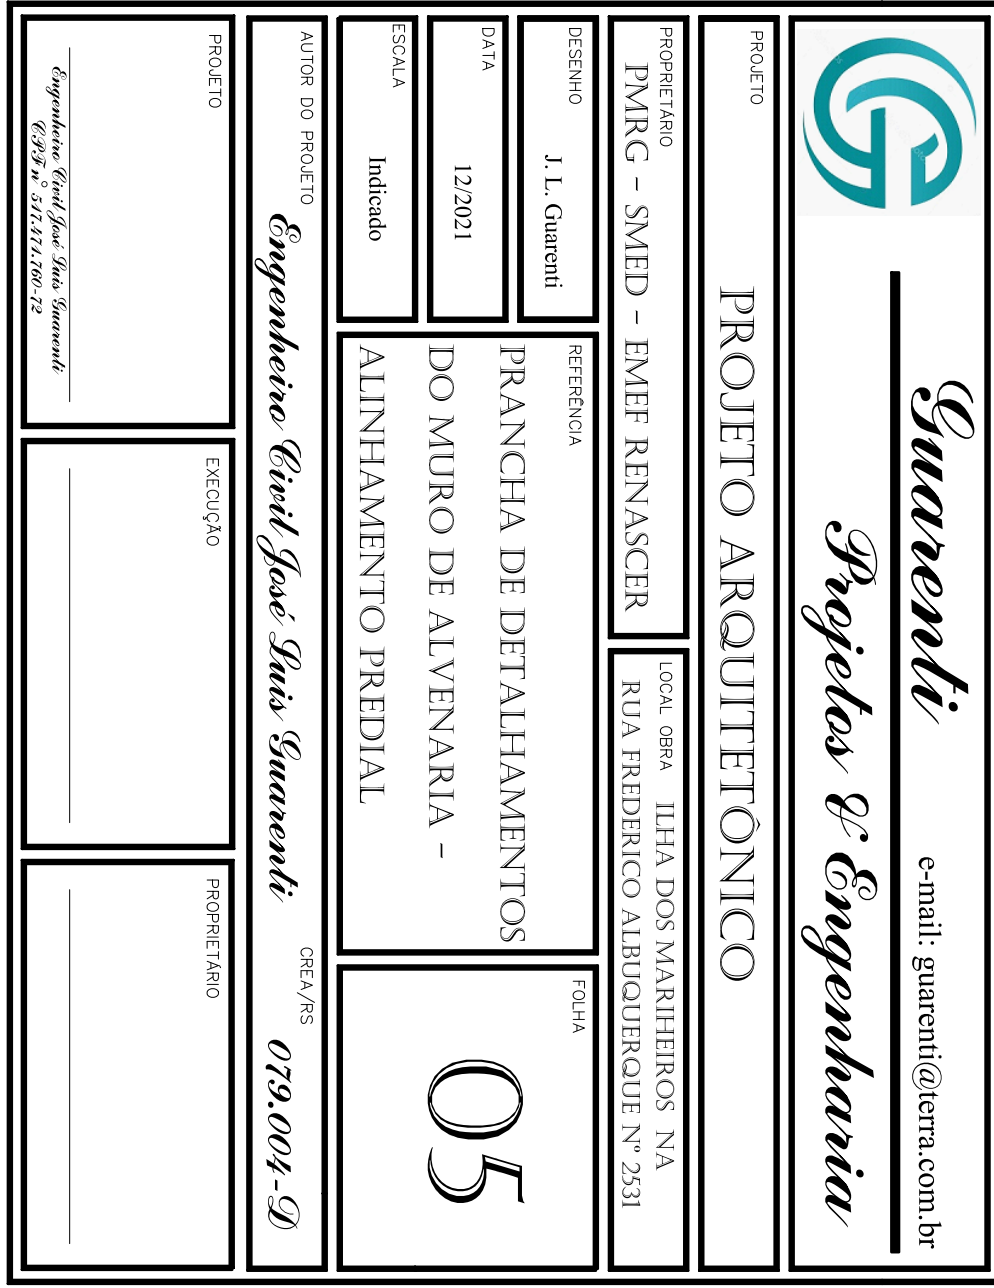 Guarenti
e-mail: guarenti@terra.com.br
Projetos & Engenharia
PROJETO
PROJETO ARQUITETÔNICO
PROPRIETÁRIO
PMRG - SMED - EMEF RENASCER
LOCAL OBRA
ILHA DOS MARIHEIROS NA
RUA FREDERICO ALBUQUERQUE Nº 2531
DESENHO
J. L. Guarenti
DATA
12/2021
ESCALA
Indicado
REFERÊNCIA
PRANCHA DE DETALHAMENTOS
DO MURO DE ALVENARIA -
ALINHAMENTO PREDIAL
FOLHA
05
AUTOR DO PROJETO
Engenheiro Civil José Luis Guarenti
CREA/RS
079.004-D
PROJETO
Engenheiro Civil José Luis Guarenti
CPF nº 547.474.760-72
EXECUÇÃO
PROPRIETÁRIO